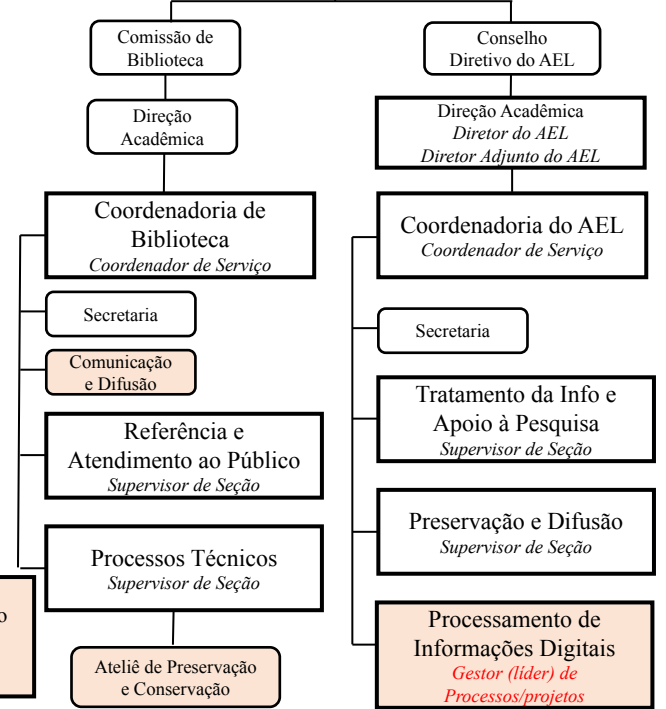 Comissão de
Biblioteca
Direção
Acadêmica
Coordenadoria de
Biblioteca
Coordenador de Serviço
Secretaria
Comunicação
e Difusão
Referência e
Atendimento ao Público
Supervisor de Seção
Processos Técnicos
Supervisor de Seção
o
Ateliê de Preservação
e Conservação
Conselho
Diretivo do AEL
Direção Acadêmica
Diretor do AEL
Diretor Adjunto do AEL
Coordenadoria do AEL
Coordenador de Serviço
Secretaria
Tratamento da Info e
Apoio à Pesquisa
Supervisor de Seção
Preservação e Difusão
Supervisor de Seção
Processamento de
Informações Digitais
Gestor (líder) de
Processos/projetos